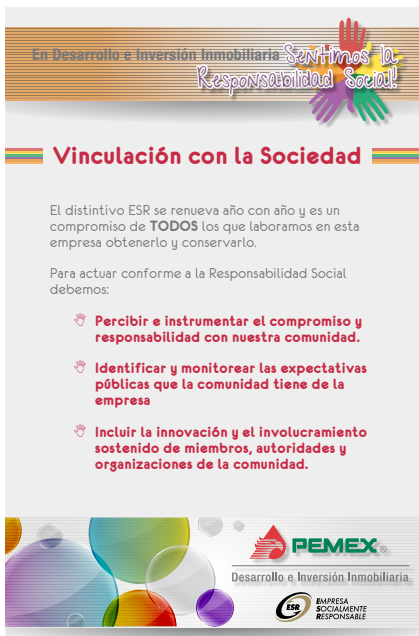 En Desarrollo e Inversión Inmobiliaria Sentimos la
Responsabilidad Social!
Vinculación con la Sociedad
El distintivo ESR se renueva año con año y es un
compromiso de TODOS los que laboramos en esta
empresa obtenerlo y conservarlo.
Para actuar conforme a la Responsabilidad Social
debemos:
Percibir e instrumentar el compromiso y
responsabilidad con nuestra comunidad.
Identificar y monitorear las expectativas
públicas que la comunidad tiene de la
empresa
Incluir la innovación y el involucramiento
sostenido de miembros, autoridades y
organizaciones de la comunidad.
PEMEX®
Desarrollo e Inversión Inmobiliaria
ESR
EMPRESA
SOCIALMENTE
RESPONSABLE